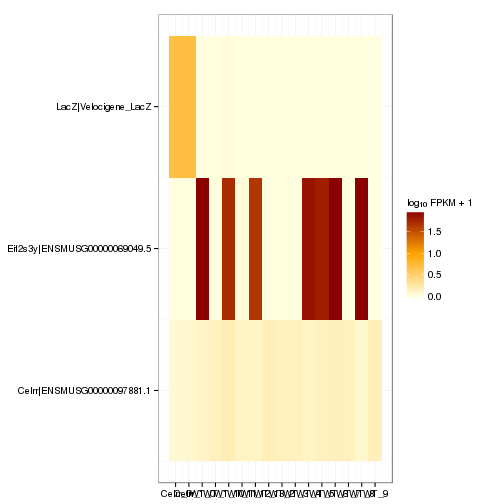 LacZ|Velocigene_LacZ
log10 FPKM + 1
1.5
1.0
Eif2s3y|ENSMUSG00000069049.5
0.5
0.0
Celrr|ENSMUSG00000097881.1